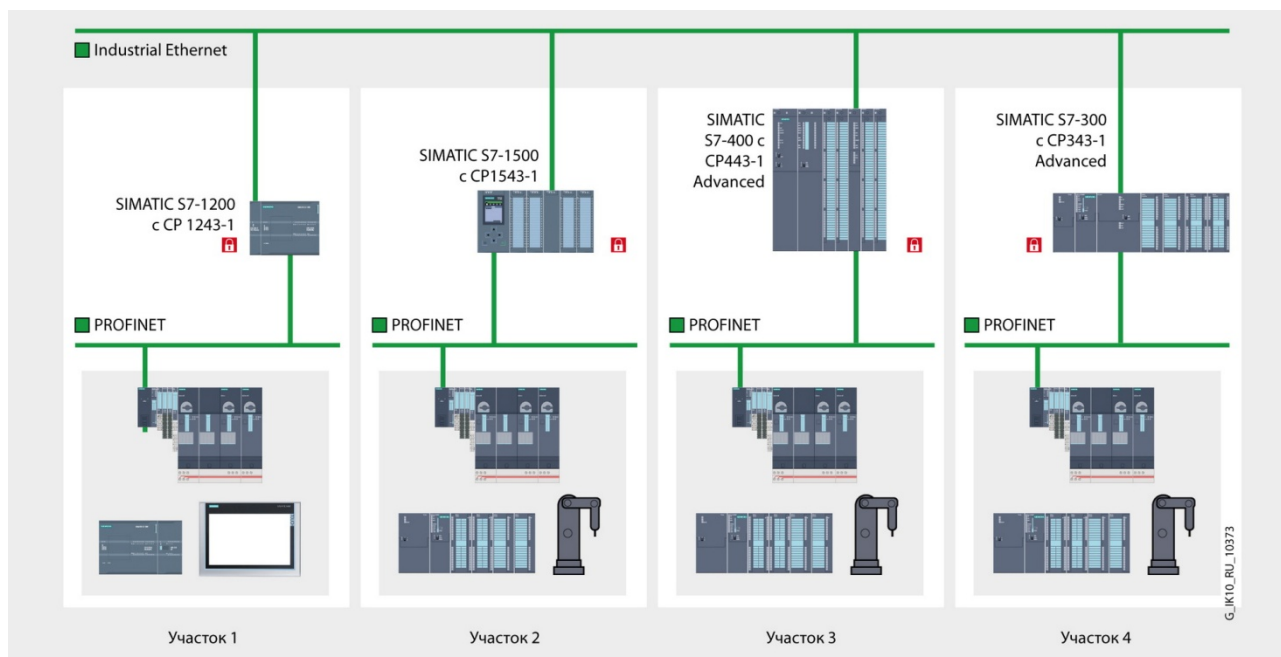 Industrial Ethernet
SIMATIC S7-1200
с CP 1243-1
SIMATIC S7-1500
с CP1543-1
SIMATIC
S7-400 с
CP443-1
Advanced
SIMATIC S7-300
с CP343-1
Advanced
PROFINET
PROFINET
PROFINET
PROFINET
G_IK10_RU_10373
Участок 1
Участок 2
Участок 3
Участок 4